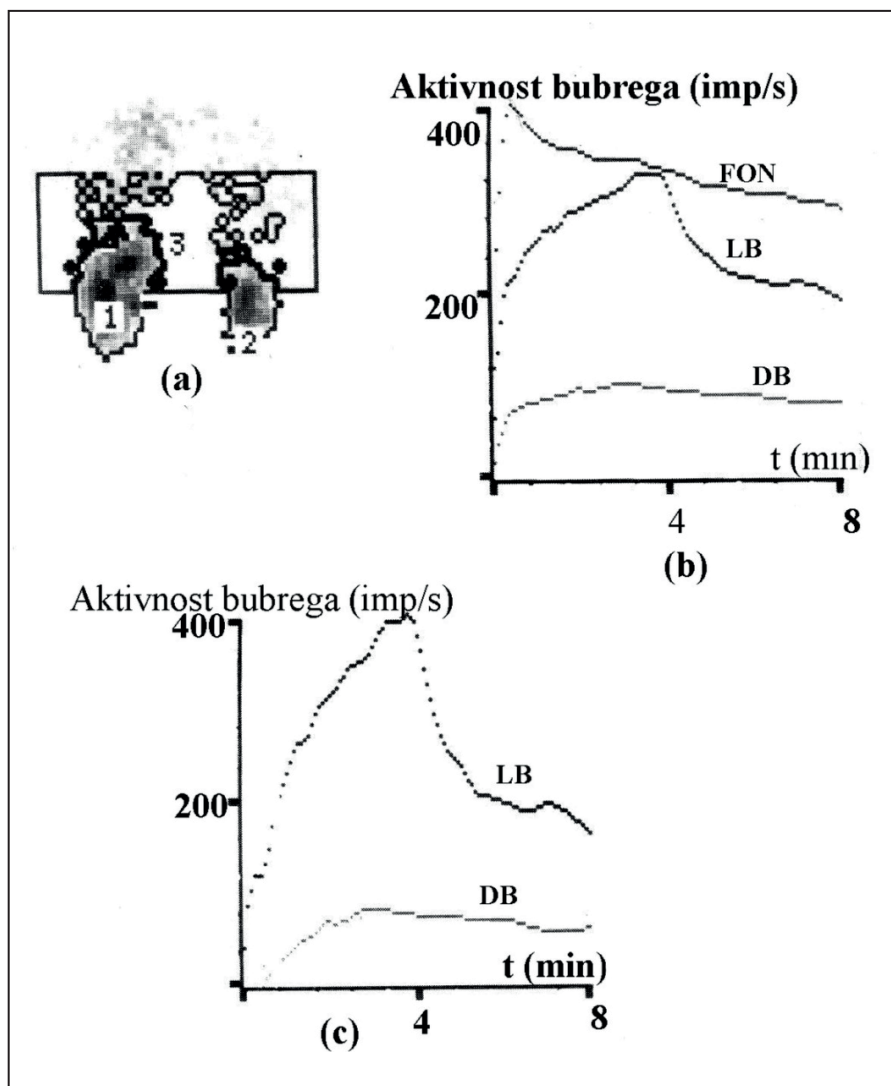 Aktivnost bubrega (imp/s)
400
FON
LB
200
DB
t (min)
4
8
(b)
3
1
2
(a)
Aktivnost bubrega (imp/s)
400
LB
200
DB
t (min)
4
8
(c)